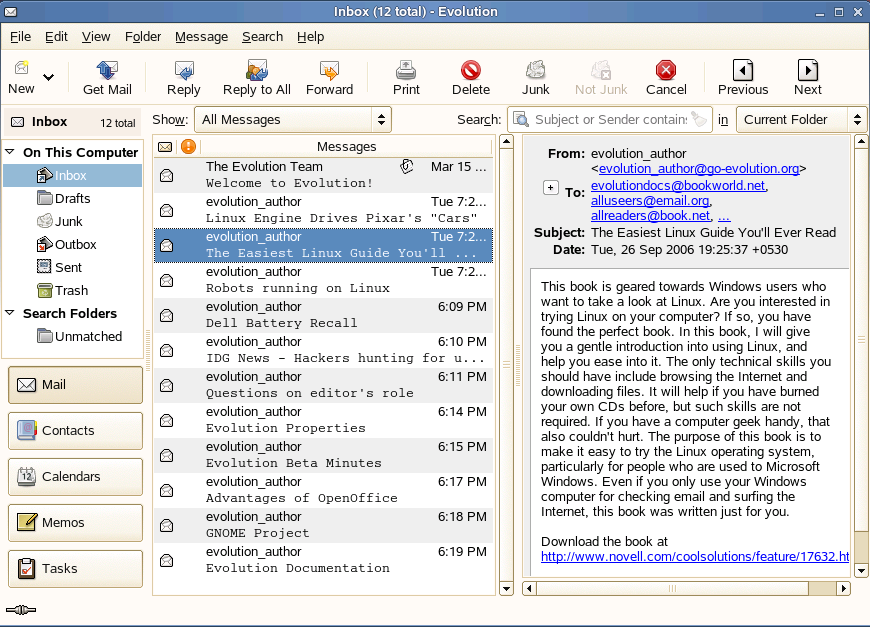 Inbox (12 total) - Evolution
File Edit View Folder Message Search Help
New Get Mail Reply Reply to All Forward Print Delete Junk Not Junk Cancel Previous Next
Inbox 12 total
Show: All Messages Search: Subject or Sender contains: in Current Folder
On This Computer
Inbox
Drafts
Junk
Outbox
Sent
Trash
Search Folders
Unmatched
Mail
Contacts
Calendars
12
Memos
Tasks
Messages
The Evolution Team Mar 15 ...
Welcome to Evolution!
evolution_author Tue 7:2...
Linux Engine Drives Pixar's "Cars"
evolution_author Tue 7:2...
The Easiest Linux Guide You'll ...
evolution_author Tue 7:2...
Robots running on Linux
evolution_author 6:09 PM
Dell Battery Recall
evolution_author 6:10 PM
IDG News - Hackers hunting for u...
evolution_author 6:11 PM
Questions on editor's role
evolution_author 6:14 PM
Evolution Properties
evolution_author 6:15 PM
Evolution Beta Minutes
evolution_author 6:17 PM
Advantages of OpenOffice
evolution_author 6:18 PM
GNOME Project
evolution_author 6:19 PM
Evolution Documentation
From: evolution_author
<evolution_author@go-evolution.org>
To: evolutiondocs@bookworld.net,
alluseers@email.org,
allreaders@book.net, ...
Subject: The Easiest Linux Guide You'll Ever Read
Date: Tue, 26 Sep 2006 19:25:37 +0530
This book is geared towards Windows users who
want to take a look at Linux. Are you interested in
trying Linux on your computer? If so, you have
found the perfect book. In this book, I will give
you a gentle introduction into using Linux, and
help you ease into it. The only technical skills you
should have include browsing the Internet and
downloading files. It will help if you have burned
your own CDs before, but such skills are not
required. If you have a computer geek handy, that
also couldn't hurt. The purpose of this book is to
make it easy to try the Linux operating system,
particularly for people who are used to Microsoft
Windows. Even if you only use your Windows
computer for checking email and surfing the
Internet, this book was written just for you.
Download the book at
http://www.novell.com/coolsolutions/feature/17632.ht